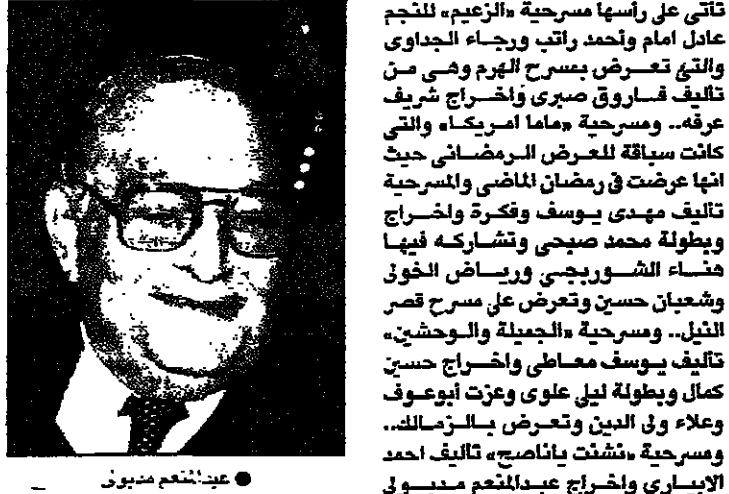 تأتى على رأسها مسرحية «الزعيم» للنجم
عادل امام وأحمد راتب ورجاء الجداوى
والتى تعرض بمسرح الهرم وهى من
تأليف فاروق صبرى وأخراج شريف
عرفه.. ومسرحية «ماما امريكا» والتى
كانت سباقة للعرض الرمضانى حيث
انها عرضت فى رمضان الماضى والمسرحية
تأليف مهدى يوسف وفكرة واخراج
وبطولة محمد صبحى وتشاركه فيها
هناء الشوربجى ورياض الخولى
وشعبان حسين وتعرض على مسرح قصر
النيل.. ومسرحية «الجميلة والوحشين»
تأليف يوسف معاطى واخراج حسين
كمال وبطولة ليلى علوى وعزت أبوعوف
وعلاء ولى الدين وتعرض بالزمالك..
ومسرحية «نشنت ياناصح» تأليف احمد
الابيارى واخراج عبدالمنعم مدبولى
● عبدالمنعم مدبولى